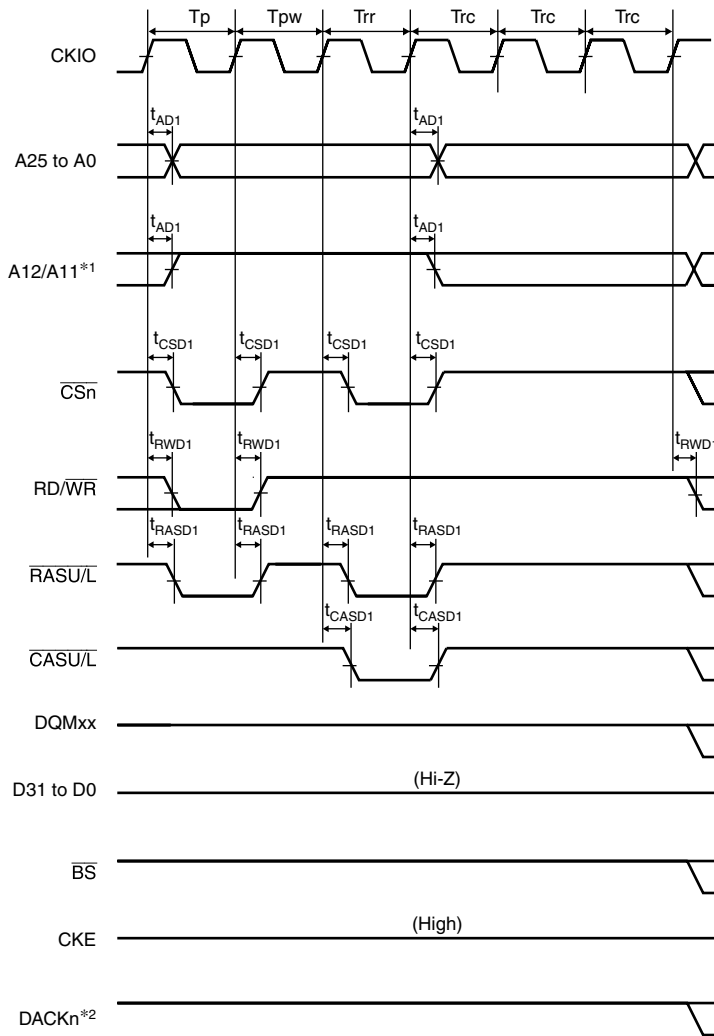 Tp Tpw Trr Trc Trc Trc
CKIO
tAD1 tAD1
A25 to A0
tAD1 tAD1
A12/A11*1
tCSD1 tCSD1 tCSD1 tCSD1
CSn
tRWD1 tRWD1 tRWD1
RD/WR
tRASD1 tRASD1 tRASD1 tRASD1
RASU/L
tCASD1 tCASD1
CASU/L
DQMxx
(Hi-Z)
D31 to D0
BS
(High)
CKE
DACKn*2